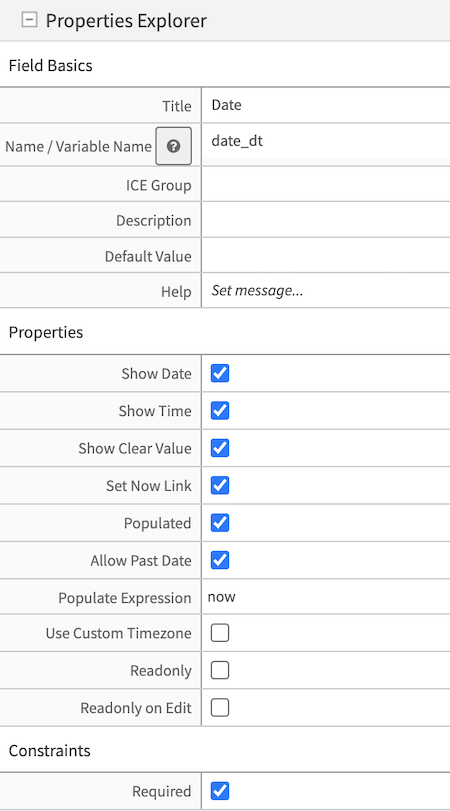 Properties Explorer
Field Basics
Title Date
Name / Variable Name ? date_dt
ICE Group
Description
Default Value
Help Set message...
Properties
Show Date
Show Time
Show Clear Value
Set Now Link
Populated
Allow Past Date
Populate Expression now
Use Custom Timezone
Readonly
Readonly on Edit
Constraints
Required